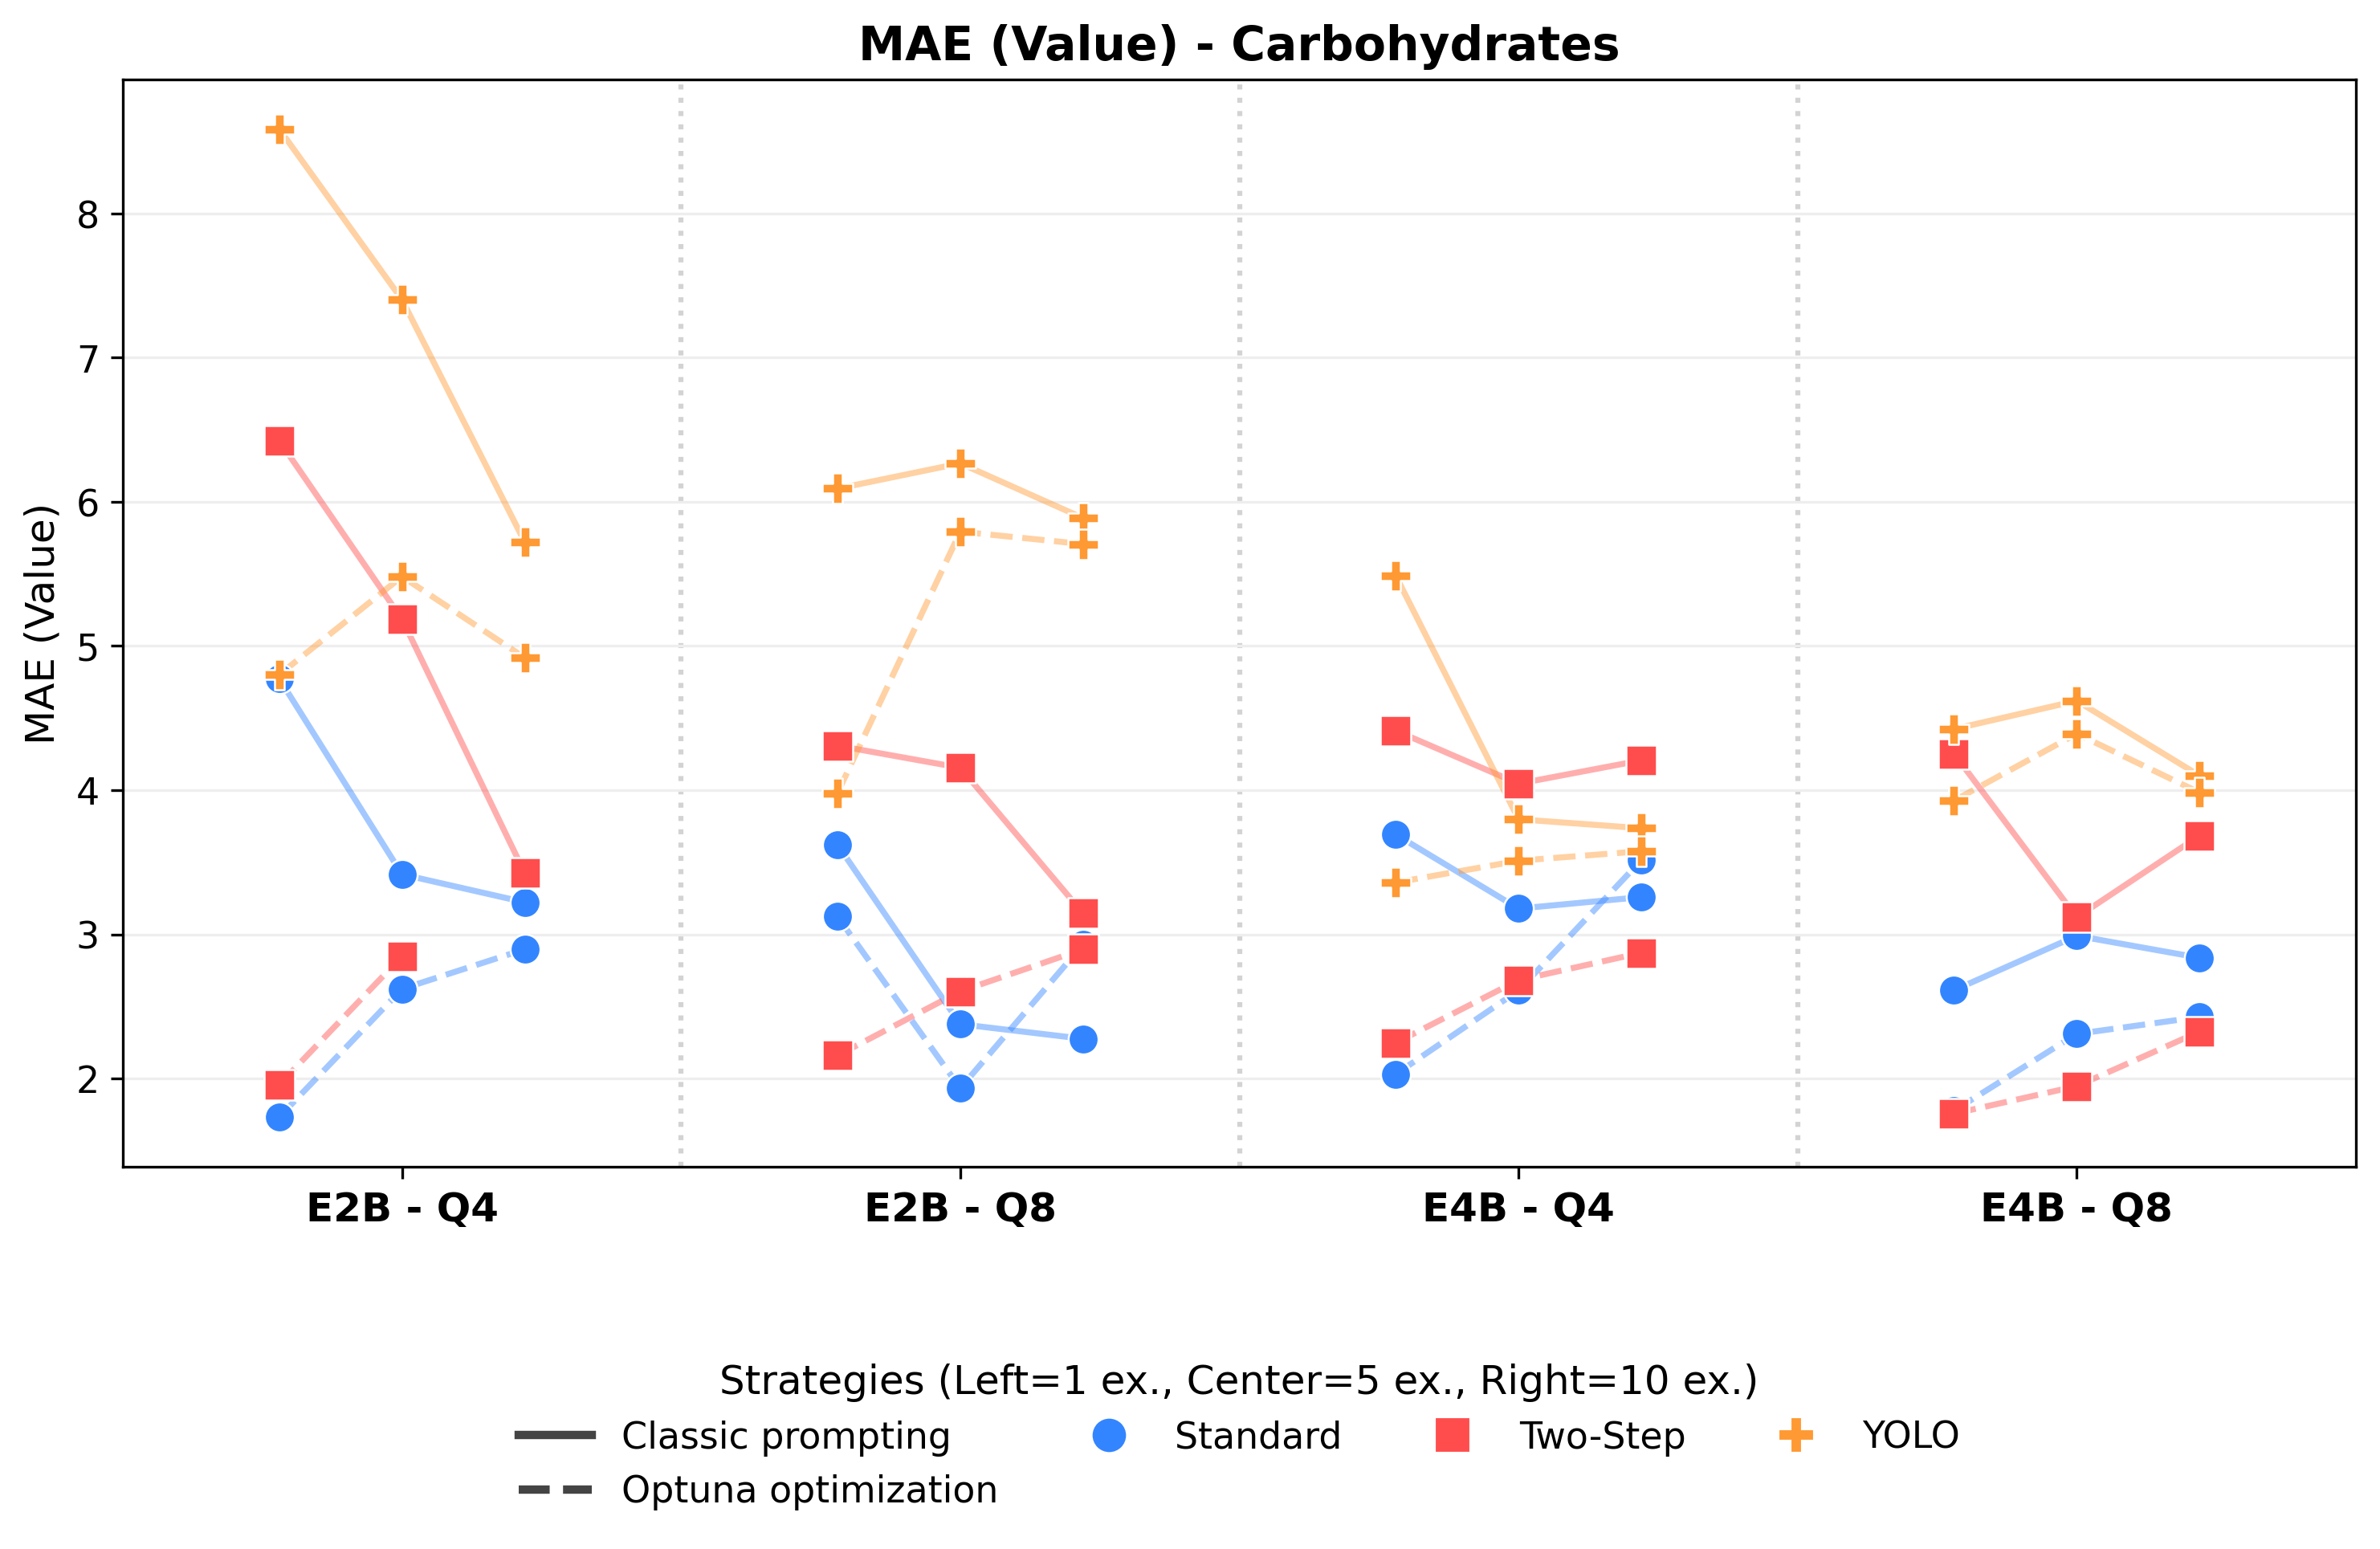 MAE (Value) - Carbohydrates
MAE (Value)
8
7
6
5
4
3
2
E2B - Q4
E2B - Q8
E4B - Q4
E4B - Q8
Strategies (Left=1 ex., Center=5 ex., Right=10 ex.)
Classic prompting
Standard
Two-Step
YOLO
Optuna optimization